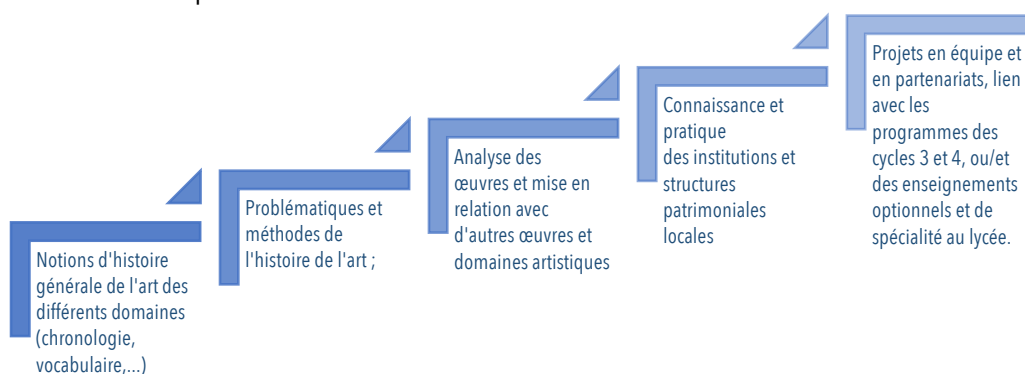 Notions d'histoire
générale de l'art des
différents domaines
(chronologie,
vocabulaire,...)
Problématiques et
méthodes de
l'histoire de l'art ;
Analyse des
œuvres et mise en
relation avec
d'autres œuvres et
domaines artistiques
Connaissance et
pratique
des institutions et
structures
patrimoniales
locales
Projets en équipe et
en partenariats, lien
avec les
programmes des
cycles 3 et 4, ou/et
des enseignements
optionnels et de
spécialité au lycée.